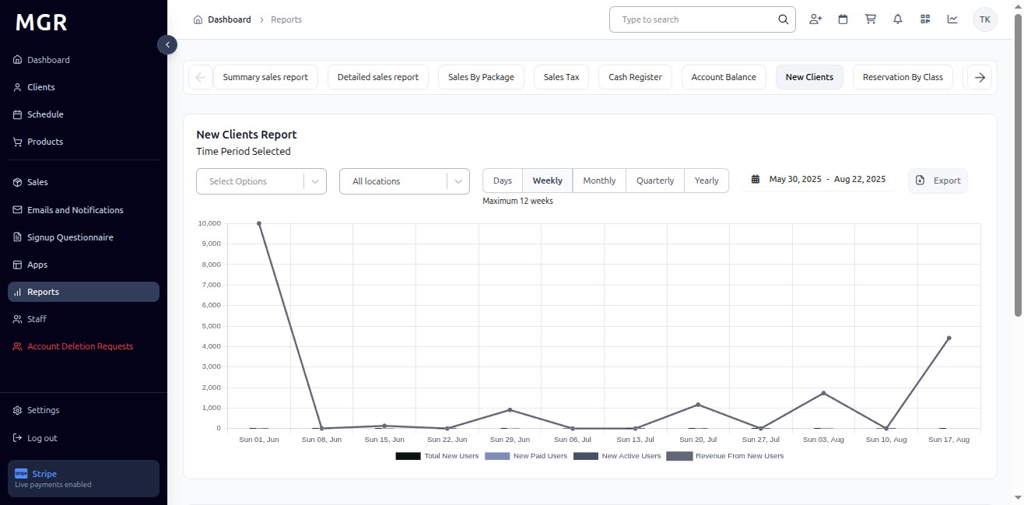 MGR
Dashboard
Clients
Schedule
Products
Sales
Emails and Notifications
Signup Questionnaire
Apps
Reports
Staff
Account Deletion Requests
Settings
Log out
stripe Stripe
Live payments enabled
Dashboard Reports
Type to search
TK
Summary sales report Detailed sales report Sales By Package Sales Tax Cash Register Account Balance New Clients Reservation By Class
New Clients Report
Time Period Selected
Select Options All locations Days Weekly Monthly Quarterly Yearly May 30, 2025 - Aug 22, 2025 Export
Maximum 12 weeks
10,000
9,000
8,000
7,000
6,000
5,000
4,000
3,000
2,000
1,000
0
Sun 01, Jun Sun 08, Jun Sun 15, Jun Sun 22, Jun Sun 29, Jun Sun 06, Jul Sun 13, Jul Sun 20, Jul Sun 27, Jul Sun 03, Aug Sun 10, Aug Sun 17, Aug
Total New Users New Paid Users New Active Users Revenue From New Users